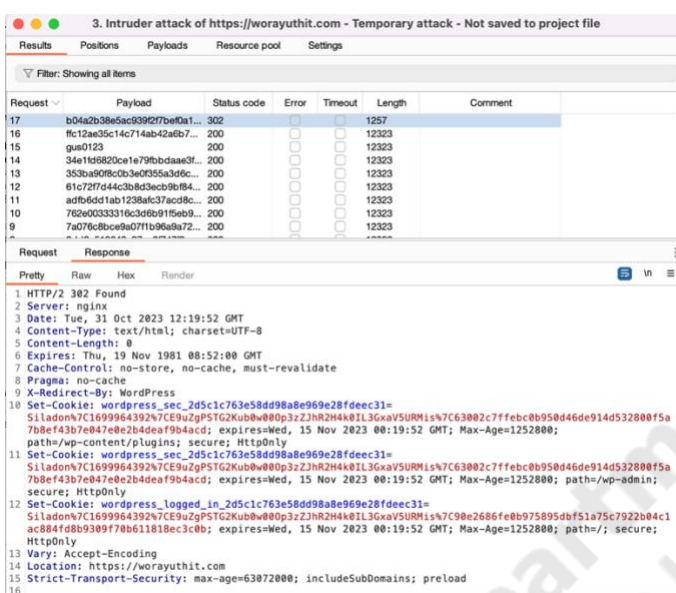 3. Intruder attack of https://worayuthit.com - Temporary attack - Not saved to project file
Results Positions Payloads Resource pool Settings
Filter: Showing all items
Request Payload Status code Error Timeout Length Comment
17 b04a2b38e5ac939f2f7bef0a1... 302 1257
16 ffc12ae35c14c714ab42a6b7... 200 12323
15 gus0123 200 12323
14 34e1fd6820ce1e79fbbdaae3f... 200 12323
13 353ba90f8c0b3e0f355a3d6c... 200 12323
12 61c72f7d44c3b8d3ecb9bf84... 200 12323
11 adfb6dd1ab1238afc37acd8c... 200 12323
10 762e00333316c3d6b91f5eb9... 200 12323
9 7a076c8bce9a07f1b96a9a72... 200 12323
Request Response
Pretty Raw Hex Render \n
1 HTTP/2 302 Found
2 Server: nginx
3 Date: Tue, 31 Oct 2023 12:19:52 GMT
4 Content-Type: text/html; charset=UTF-8
5 Content-Length: 0
6 Expires: Thu, 19 Nov 1981 08:52:00 GMT
7 Cache-Control: no-store, no-cache, must-revalidate
8 Pragma: no-cache
9 X-Redirect-By: WordPress
10 Set-Cookie: wordpress_sec_2d5c1c763e58dd98a8e969e28fdeec31=
Siladon%7C1699964392%7CE9uZgPSTG2Kub0w00Op3zZJhR2H4k0IL3GxaV5URMis%7C63002c7ffebc0b950d46de914d532800f5a
7b8ef43b7e047e0e2b4deaf9b4acd; expires=Wed, 15 Nov 2023 00:19:52 GMT; Max-Age=1252800;
path=/wp-content/plugins; secure; HttpOnly
11 Set-Cookie: wordpress_sec_2d5c1c763e58dd98a8e969e28fdeec31=
Siladon%7C1699964392%7CE9uZgPSTG2Kub0w00Op3zZJhR2H4k0IL3GxaV5URMis%7C63002c7ffebc0b950d46de914d532800f5a
7b8ef43b7e047e0e2b4deaf9b4acd; expires=Wed, 15 Nov 2023 00:19:52 GMT; Max-Age=1252800; path=/wp-admin;
secure; HttpOnly
12 Set-Cookie: wordpress_logged_in_2d5c1c763e58dd98a8e969e28fdeec31=
Siladon%7C1699964392%7CE9uZgPSTG2Kub0w00Op3zZJhR2H4k0IL3GxaV5URMis%7C90e2686fe0b975895dbf51a75c7922b04c1
ac884fd8b9309f70b611818ec3c0b; expires=Wed, 15 Nov 2023 00:19:52 GMT; Max-Age=1252800; path=/; secure;
HttpOnly
13 Vary: Accept-Encoding
14 Location: https://worayuthit.com
15 Strict-Transport-Security: max-age=63072000; includeSubDomains; preload
16